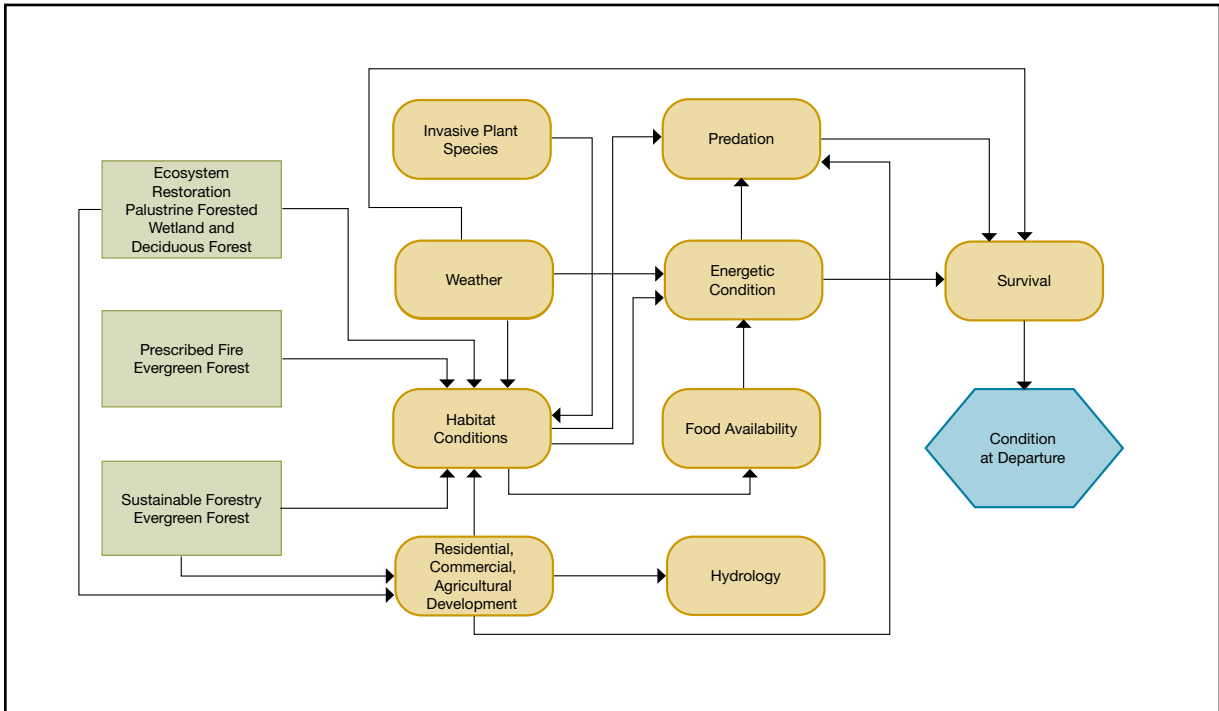 Invasive Plant
Species
Predation
Ecosystem
Restoration
Palustrine Forested
Wetland and
Deciduous Forest
Weather
Energetic
Condition
Survival
Prescribed Fire
Evergreen Forest
Habitat
Conditions
Food Availability
Condition
at Departure
Sustainable Forestry
Evergreen Forest
Residential,
Commercial,
Agricultural
Development
Hydrology